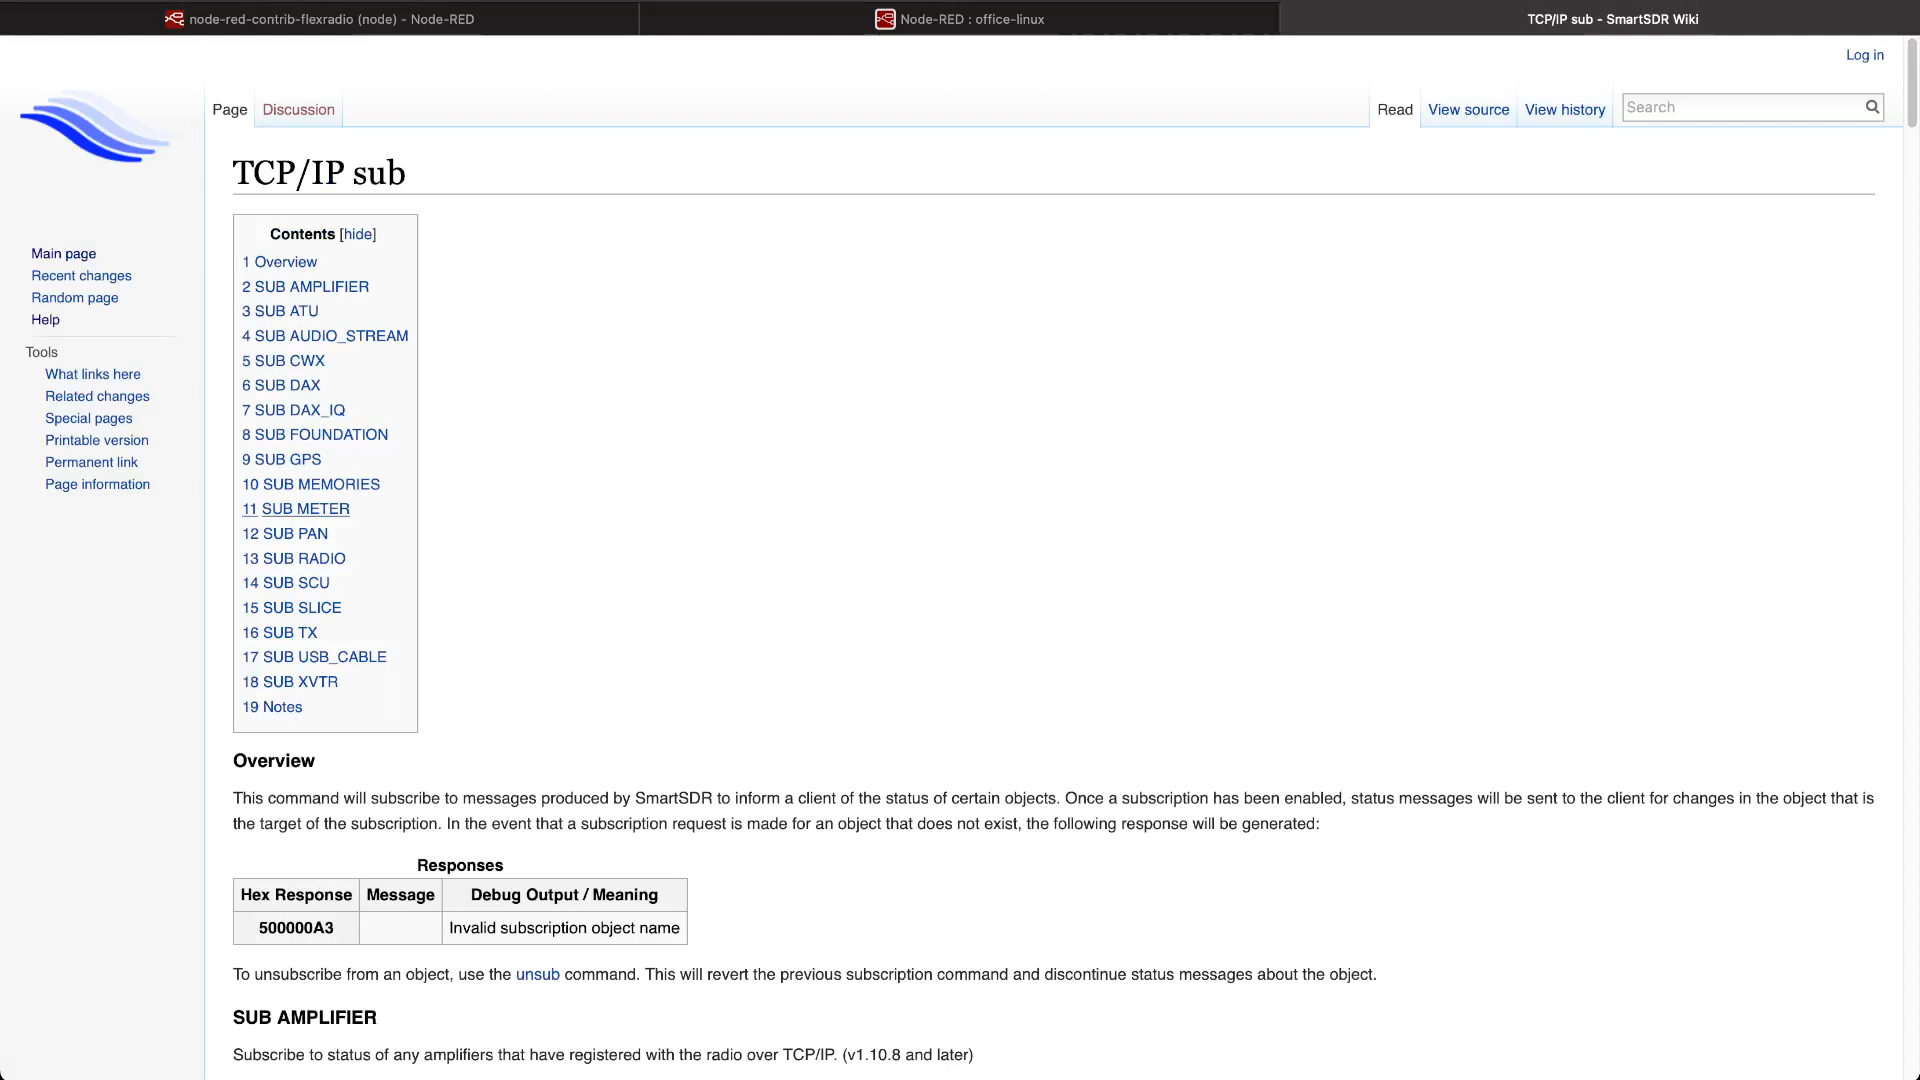 node-red-contrib-flexradio (node) - Node-RED
Node-RED : office-linux
TCP/IP sub - SmartSDR Wiki
Log in
Page
Discussion
Read
View source
View history
Search
TCP/IP sub
Main page
Recent changes
Random page
Help
Tools
What links here
Related changes
Special pages
Printable version
Permanent link
Page information
Contents [hide]
1 Overview
2 SUB AMPLIFIER
3 SUB ATU
4 SUB AUDIO_STREAM
5 SUB CWX
6 SUB DAX
7 SUB DAX_IQ
8 SUB FOUNDATION
9 SUB GPS
10 SUB MEMORIES
11 SUB METER
12 SUB PAN
13 SUB RADIO
14 SUB SCU
15 SUB SLICE
16 SUB TX
17 SUB USB_CABLE
18 SUB XVTR
19 Notes
Overview
This command will subscribe to messages produced by SmartSDR to inform a client of the status of certain objects. Once a subscription has been enabled, status messages will be sent to the client for changes in the object that is
the target of the subscription. In the event that a subscription request is made for an object that does not exist, the following response will be generated:
Responses
Hex Response Message Debug Output / Meaning
500000A3 Invalid subscription object name
To unsubscribe from an object, use the unsub command. This will revert the previous subscription command and discontinue status messages about the object.
SUB AMPLIFIER
Subscribe to status of any amplifiers that have registered with the radio over TCP/IP. (v1.10.8 and later)